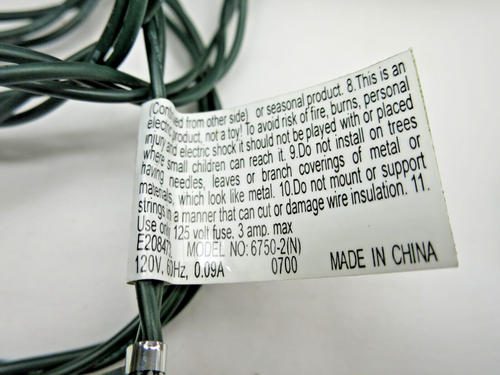 (Continued from other side) or seasonal product. 8.This is an
electric product, not a toy! To avoid risk of fire, burns, personal
injury and electric shock it should not be played with or placed
where small children can reach it. 9.Do not install on trees
having needles, leaves or branch coverings of metal or
materials, which look like metal. 10.Do not mount or support
strings in a manner that can cut or damage wire insulation. 11.
Use only 125 volt fuse. 3 amp. max
MODEL NO: 6750-2(N)
120V, 60Hz, 0.09A 0700 MADE IN CHINA